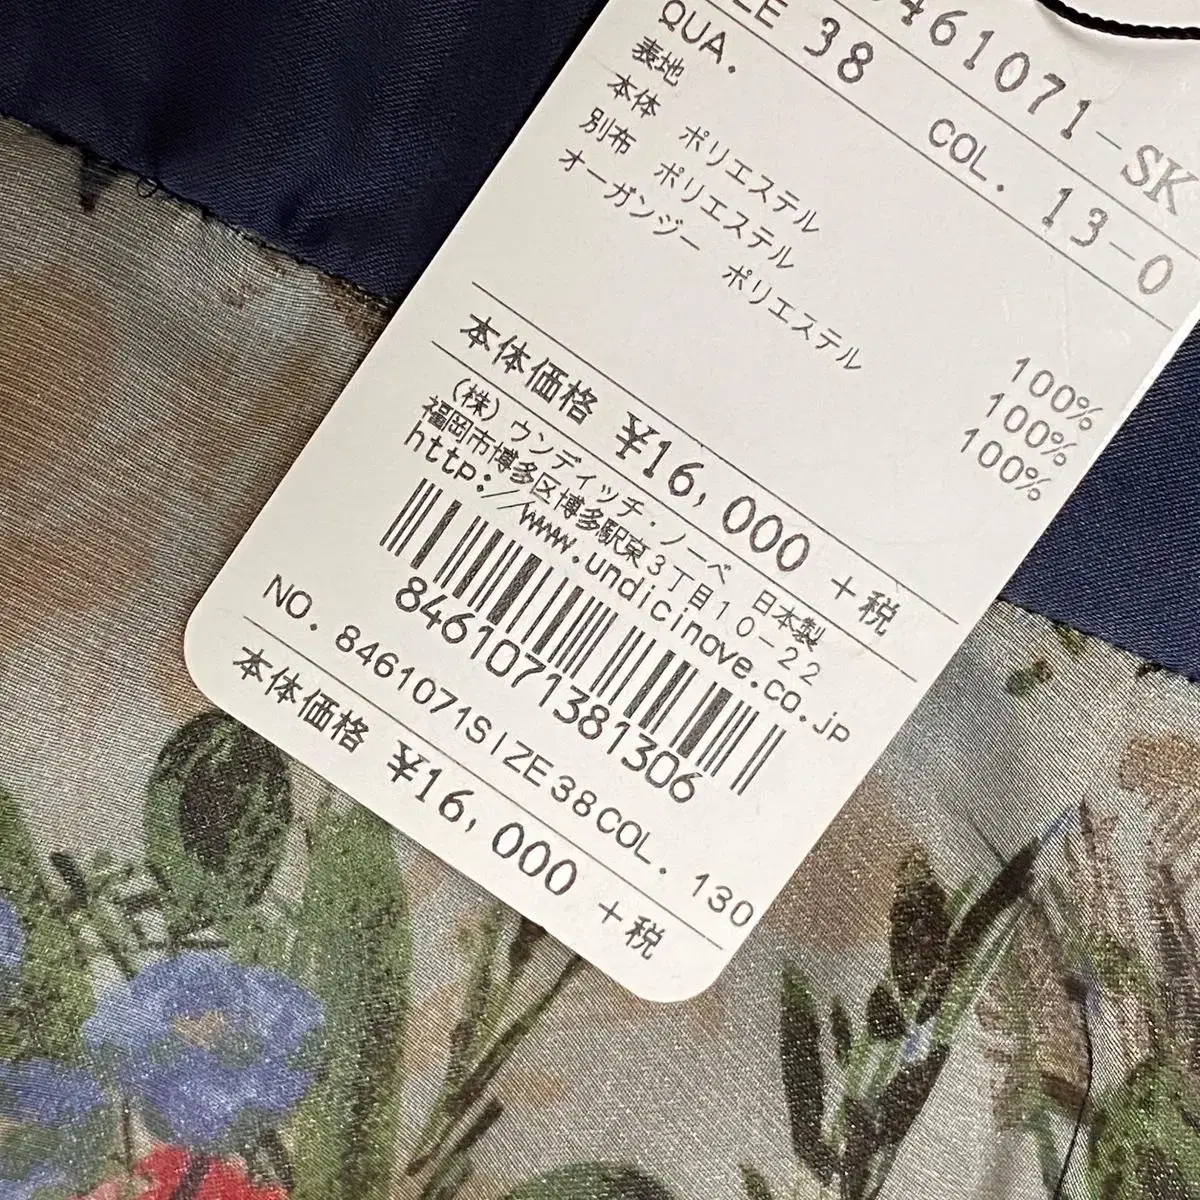 8461071-SK
SIZE 38 COL. 13-0
QUA.
表地
本体 ポリエステル 100%
別布 ポリエステル 100%
オーガンジー ポリエステル 100%
本体価格 ¥16,000 +税
(株)ウンディッチ.ノーベ 日本製
福岡市博多区博多駅東3丁目10-22
http://www.undicinove.co.jp
8461071381306
NO. 8461071SIZE38COL.130
本体価格 ¥16,000 +税